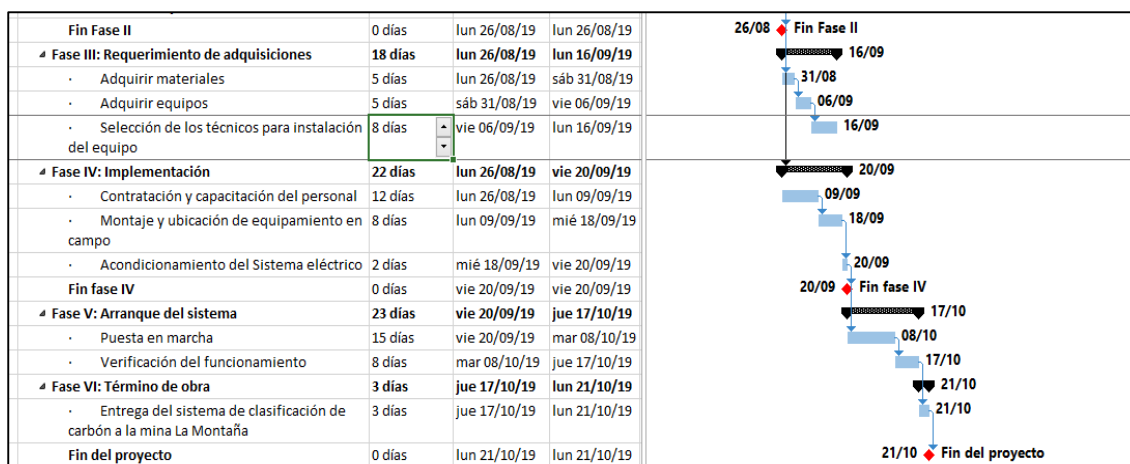 Fin Fase II 0 días lun 26/08/19 lun 26/08/19 26/08 Fin Fase II
Fase III: Requerimiento de adquisiciones 18 días lun 26/08/19 lun 16/09/19 16/09
· Adquirir materiales 5 días lun 26/08/19 sáb 31/08/19 31/08
· Adquirir equipos 5 días sáb 31/08/19 vie 06/09/19 06/09
· Selección de los técnicos para instalación 8 días vie 06/09/19 lun 16/09/19 16/09
del equipo
Fase IV: Implementación 22 días lun 26/08/19 vie 20/09/19 20/09
· Contratación y capacitación del personal 12 días lun 26/08/19 lun 09/09/19 09/09
· Montaje y ubicación de equipamiento en 8 días lun 09/09/19 mié 18/09/19 18/09
campo
· Acondicionamiento del Sistema eléctrico 2 días mié 18/09/19 vie 20/09/19 20/09
Fin fase IV 0 días vie 20/09/19 vie 20/09/19 20/09 Fin fase IV
Fase V: Arranque del sistema 23 días vie 20/09/19 jue 17/10/19 17/10
· Puesta en marcha 15 días vie 20/09/19 mar 08/10/19 08/10
· Verificación del funcionamiento 8 días mar 08/10/19 jue 17/10/19 17/10
Fase VI: Término de obra 3 días jue 17/10/19 lun 21/10/19 21/10
· Entrega del sistema de clasificación de 3 días jue 17/10/19 lun 21/10/19 21/10
carbón a la mina La Montaña
Fin del proyecto 0 días lun 21/10/19 lun 21/10/19 21/10 Fin del proyecto